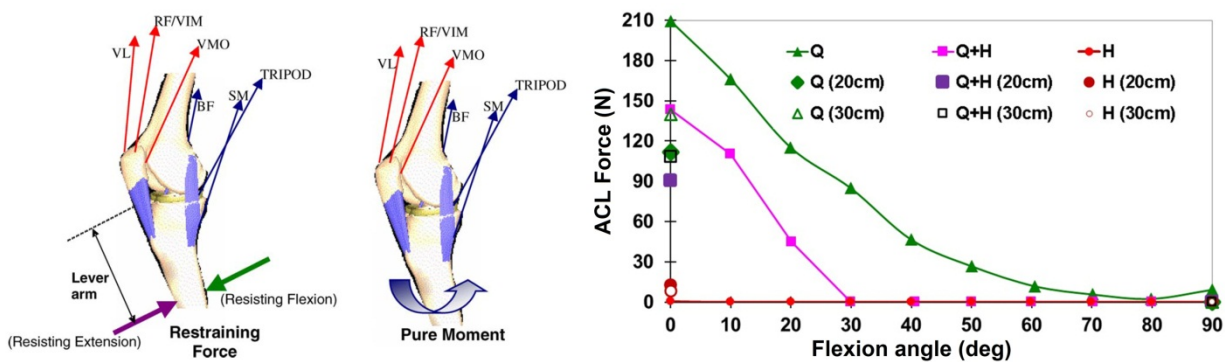 RF/VIM
VL
VMO
TRIPOD
BF
SM
Lever
arm
(Resisting Flexion)
(Resisting Extension)
Restraining
Force
RF/VIM
VL
VMO
TRIPOD
BF
SM
Pure Moment
ACL Force (N)
210
180
150
120
90
60
30
0
Q
Q+H
H
Q (20cm)
Q+H (20cm)
H (20cm)
Q (30cm)
Q+H (30cm)
H (30cm)
0 10 20 30 40 50 60 70 80 90
Flexion angle (deg)